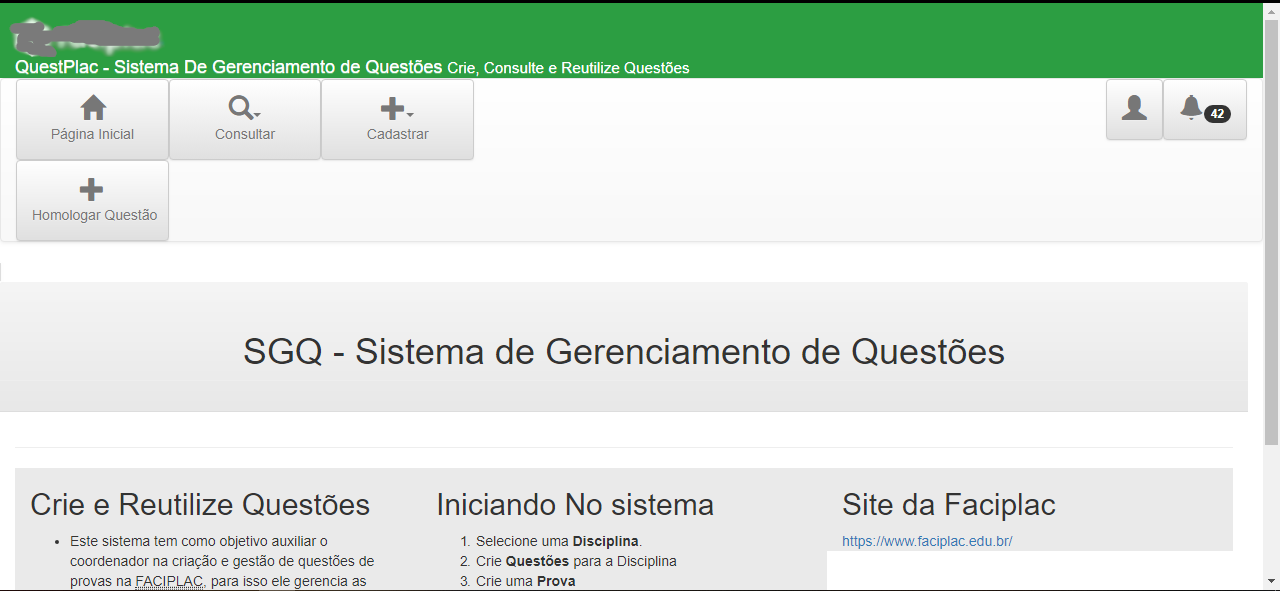 QuestPlac - Sistema De Gerenciamento de Questões Crie, Consulte e Reutilize Questões
Página Inicial
Consultar
Cadastrar
42
Homologar Questão
SGQ - Sistema de Gerenciamento de Questões
Crie e Reutilize Questões
Este sistema tem como objetivo auxiliar o
coordenador na criação e gestão de questões de
provas na FACIPLAC, para isso ele gerencia as
Iniciando No sistema
1. Selecione uma Disciplina.
2. Crie Questões para a Disciplina
3. Crie uma Prova
Site da Faciplac
https://www.faciplac.edu.br/